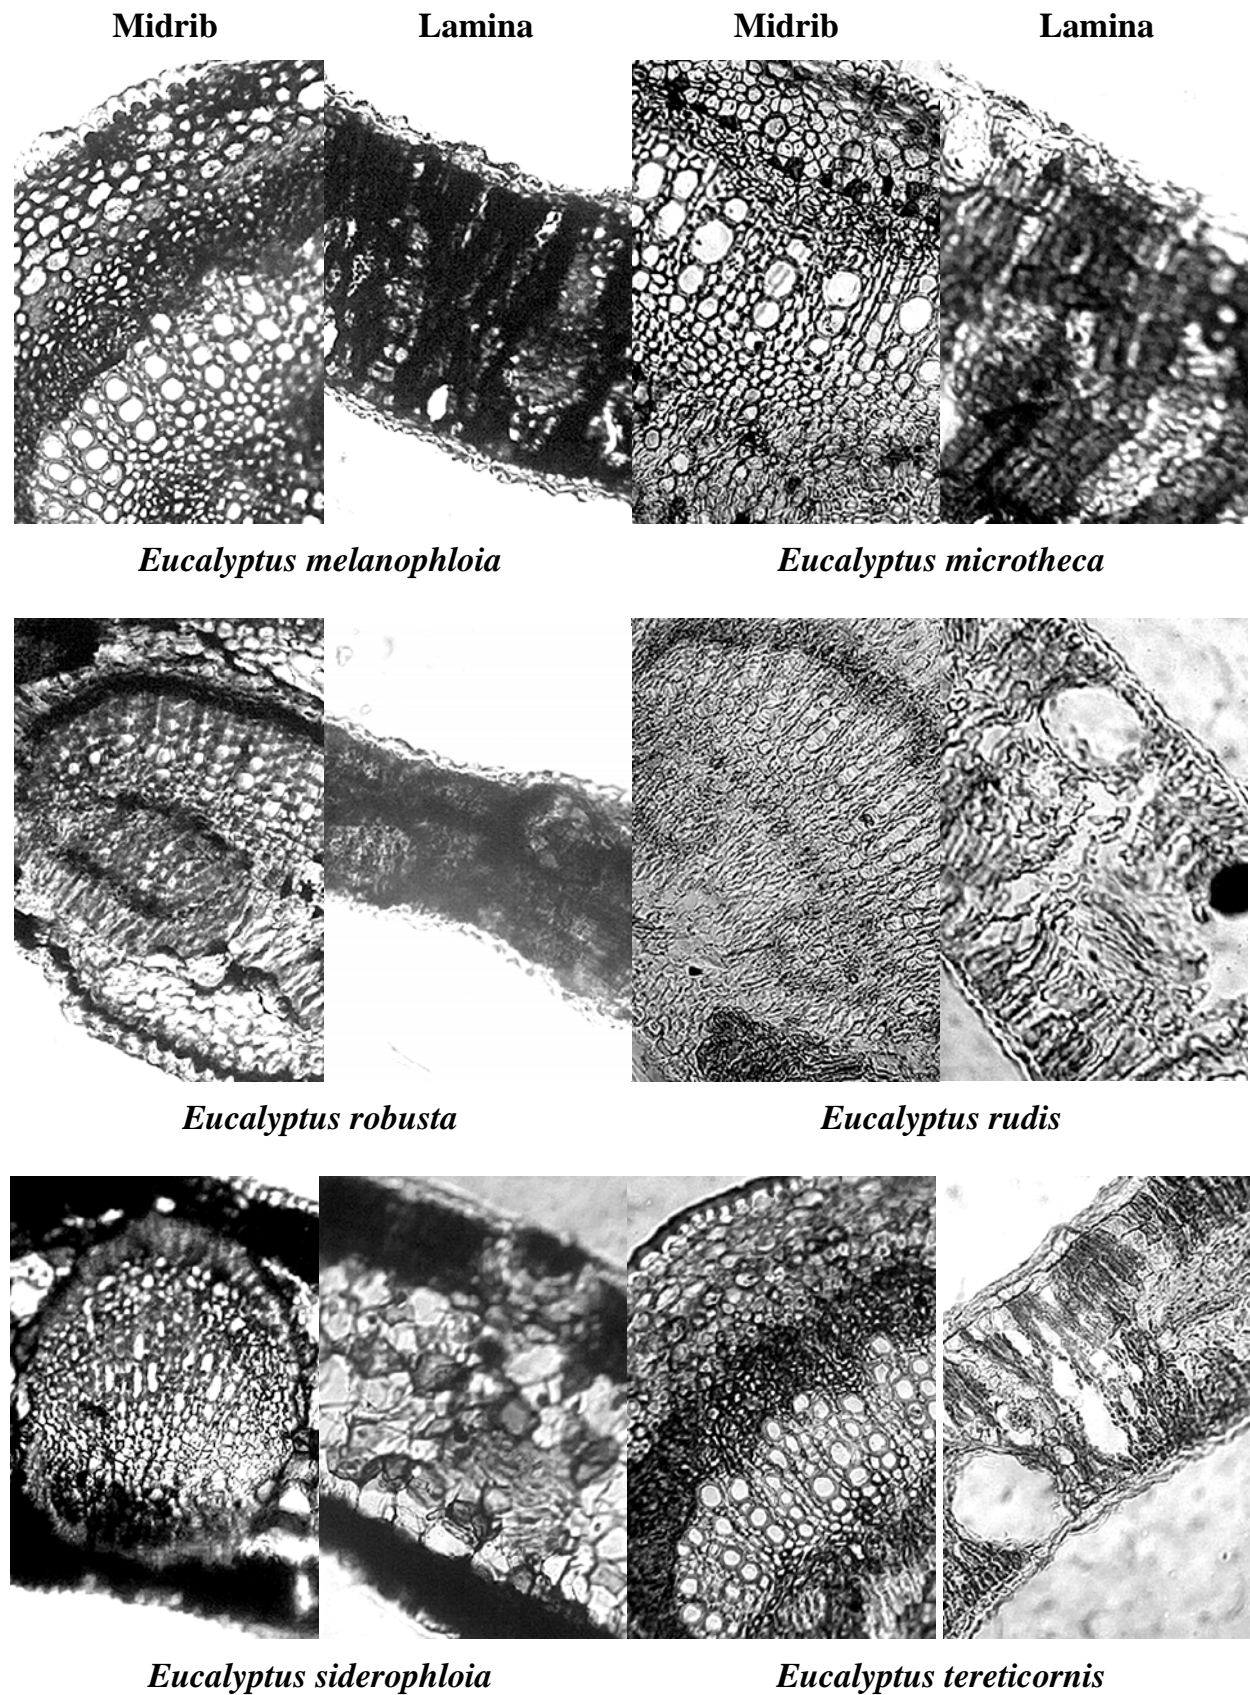 Midrib Lamina Midrib Lamina
Eucalyptus melanophloia Eucalyptus microtheca
Eucalyptus robusta Eucalyptus rudis
Eucalyptus siderophloia Eucalyptus tereticornis